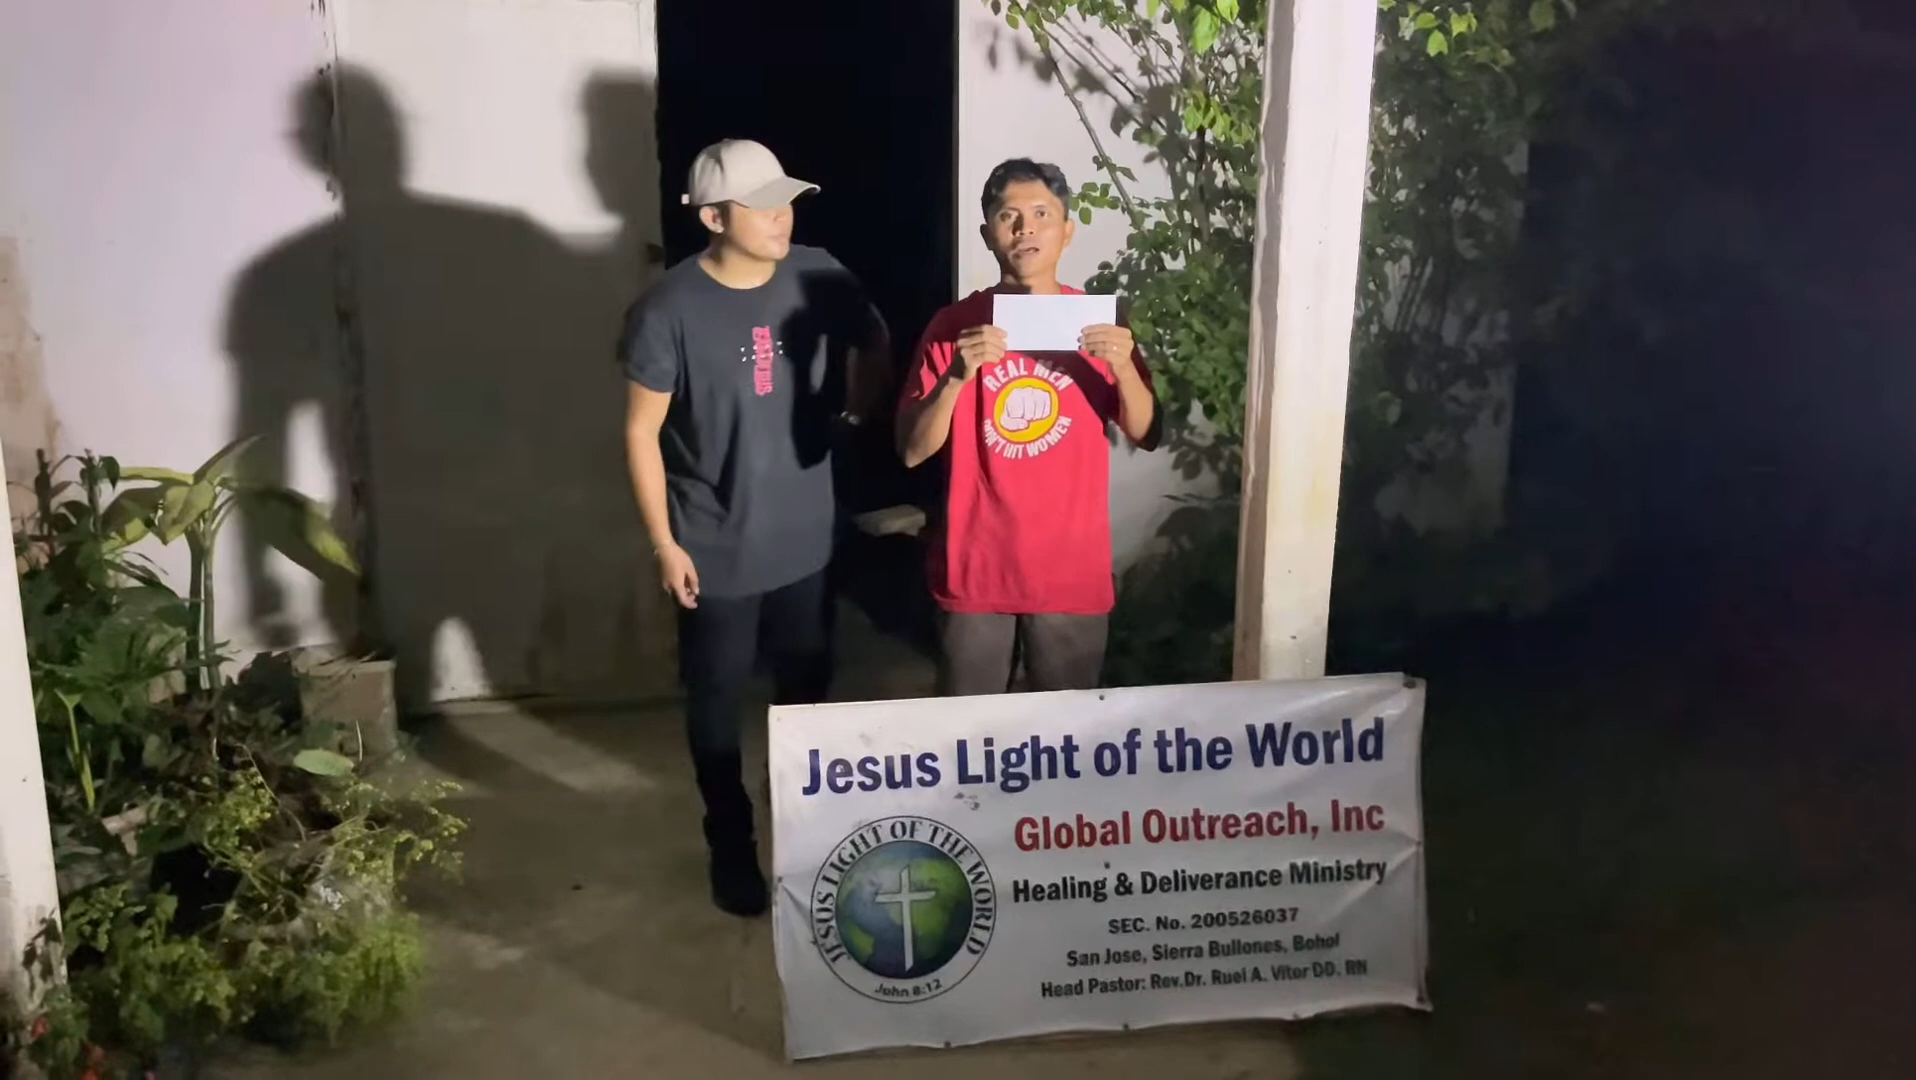 REAL MEN
DON'T HIT WOMEN
Jesus Light of the World
Global Outreach, Inc
Healing & Deliverance Ministry
SEC. No. 200526037
San Jose, Sierra Bullones, Bohol
Head Pastor: Rev.Dr. Ruel A. Vitor DD. RN
JESUS LIGHT OF THE WORLD
John 8:12